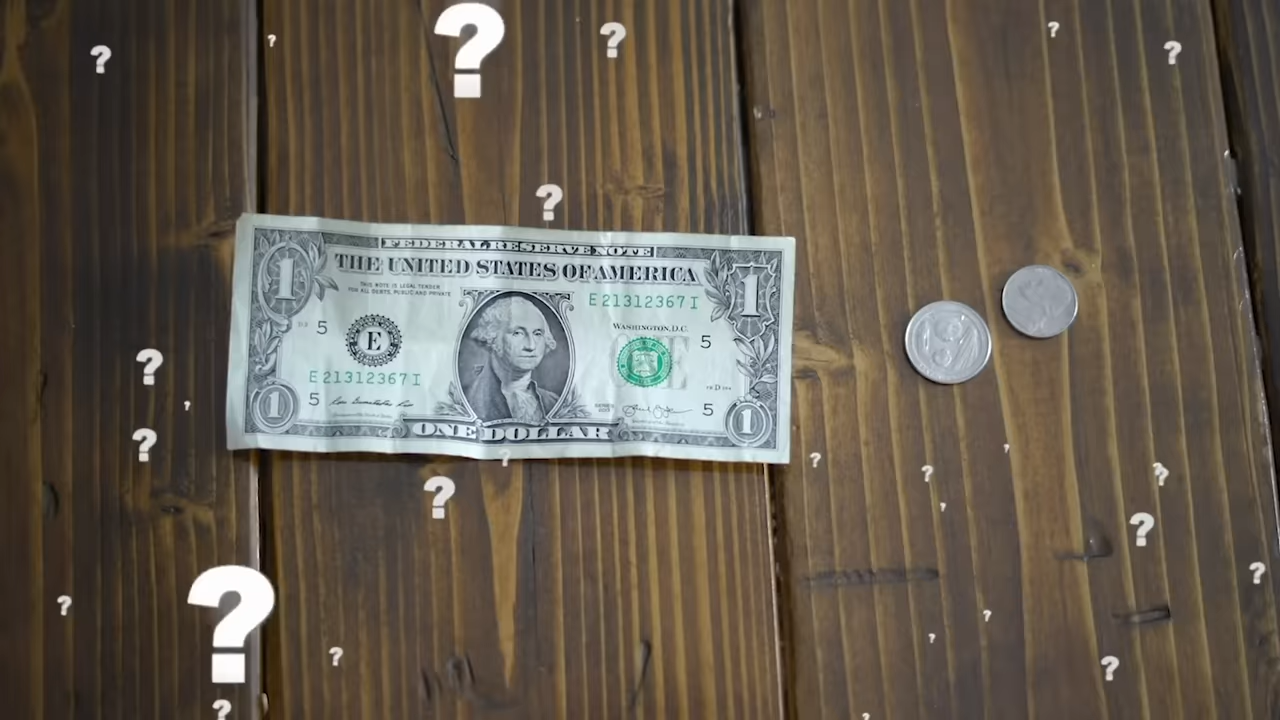 ?
? ? ? ? ?
?
FEDERAL RESERVE NOTE
THE UNITED STATES OF AMERICA
1 1
THIS NOTE IS LEGAL TENDER
FOR ALL DEBTS, PUBLIC AND PRIVATE
E 21312367 I
5
WASHINGTON, D.C.
E
ONE
5
E 21312367 I
5
5
1 1
ONE DOLLAR
? ? ?
? ? ? ? ?
? ? ?
? ? ?
? ? ? ?
? ? ?
? ?